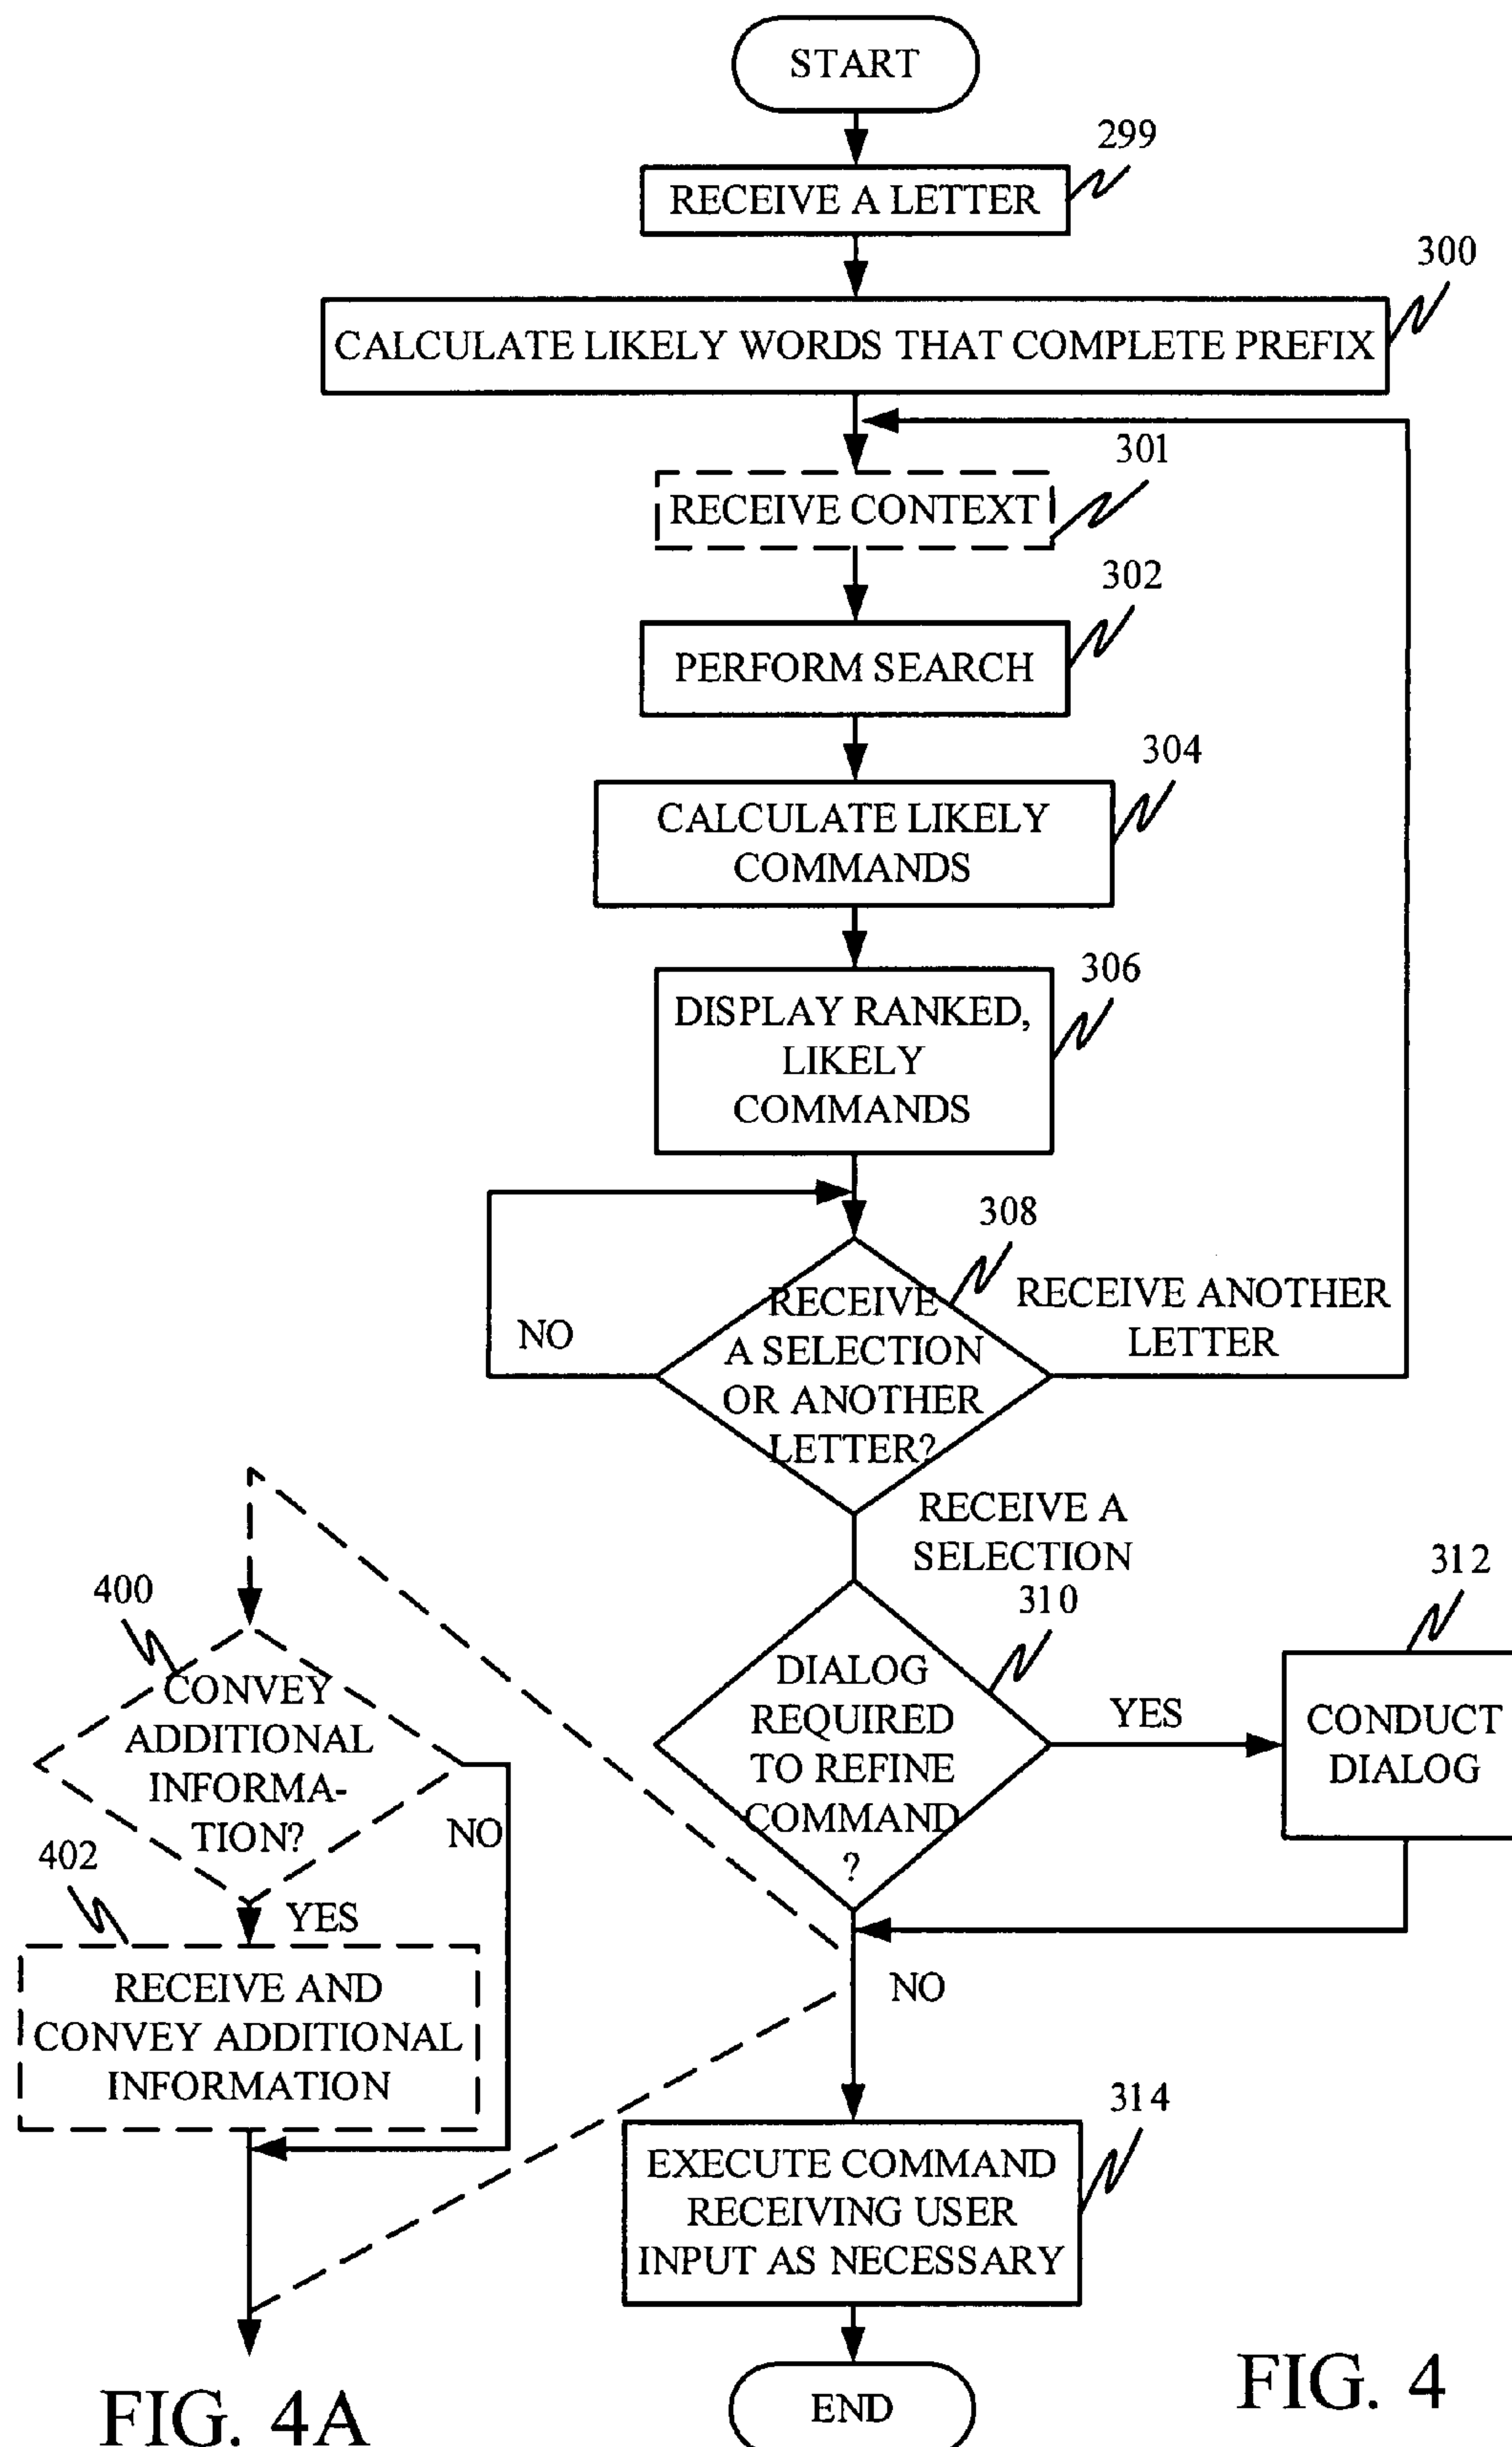 START
299
RECEIVE A LETTER
300
CALCULATE LIKELY WORDS THAT COMPLETE PREFIX
301
RECEIVE CONTEXT
302
PERFORM SEARCH
304
CALCULATE LIKELY
COMMANDS
306
DISPLAY RANKED,
LIKELY
COMMANDS
308
RECEIVE
A SELECTION
OR ANOTHER
LETTER?
NO
RECEIVE ANOTHER
LETTER
RECEIVE A
SELECTION
310
DIALOG
REQUIRED
TO REFINE
COMMAND
?
YES
312
CONDUCT
DIALOG
NO
400
CONVEY
ADDITIONAL
INFORMA-
TION?
NO
YES
402
RECEIVE AND
CONVEY ADDITIONAL
INFORMATION
314
EXECUTE COMMAND
RECEIVING USER
INPUT AS NECESSARY
END
FIG. 4A
FIG. 4